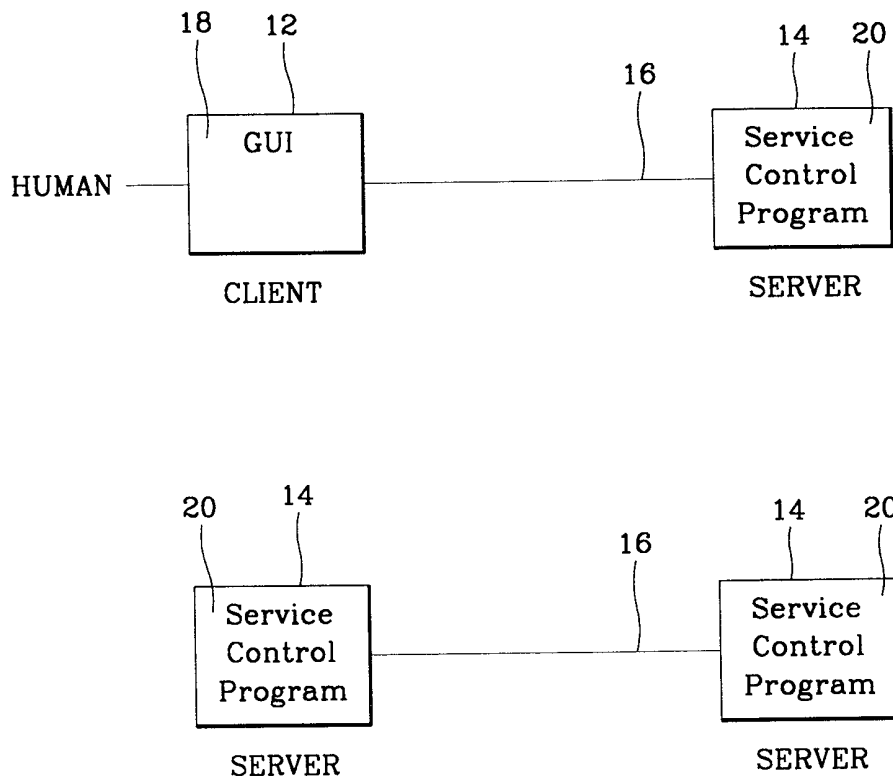 18 12 16 14 20
GUI
HUMAN
Service
Control
Program
CLIENT
SERVER
20 14 16 14 20
Service
Control
Program
SERVER
Service
Control
Program
SERVER